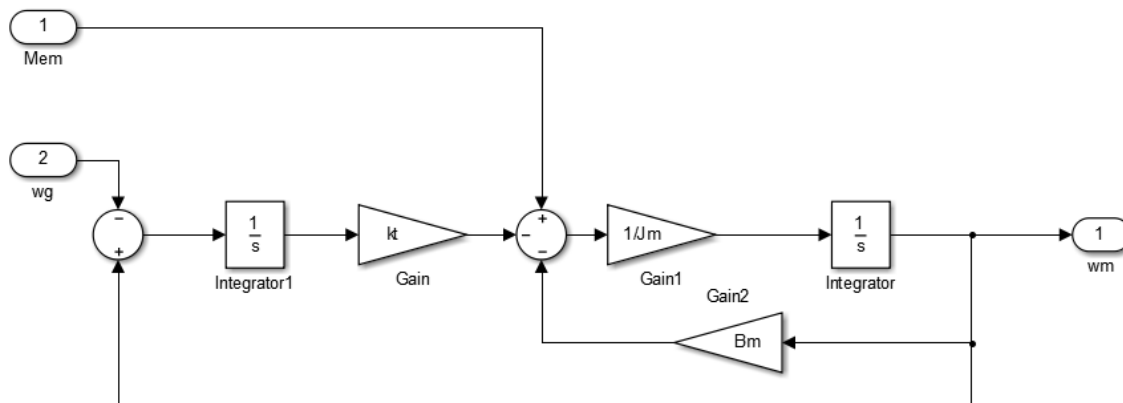 1
Mem
2
wg
−
+
1
s
Integrator1
kt
Gain
+
−
−
1/Jm
Gain1
1
s
Integrator
1
wm
Gain2
Bm